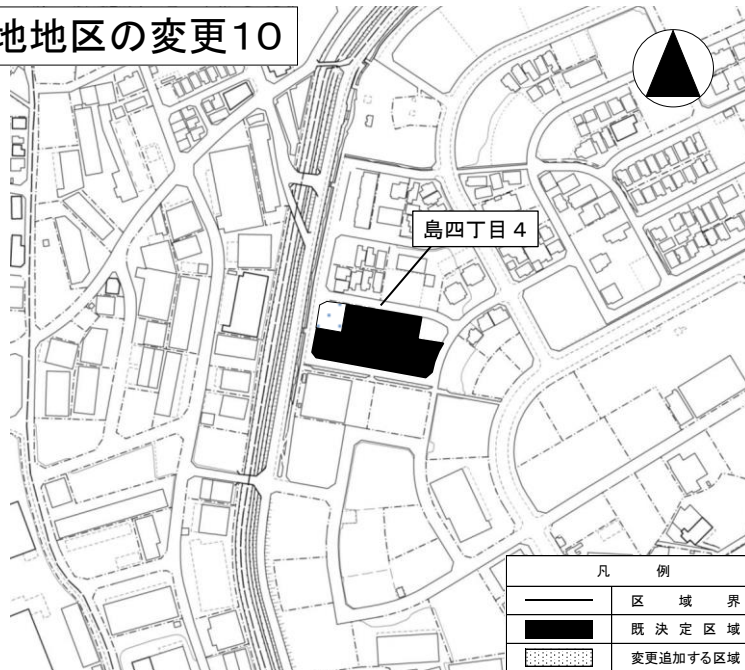 地地区の変更10
島四丁目4
凡 例
区域界
既決定区域
変更追加する区域